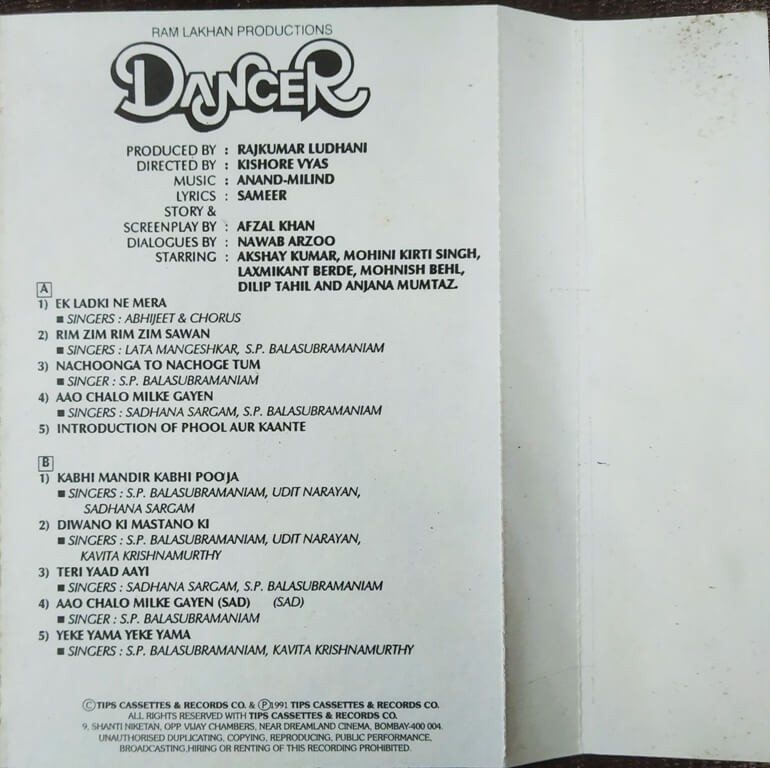 RAM LAKHAN PRODUCTIONS
DANCER
PRODUCED BY : RAJKUMAR LUDHANI
DIRECTED BY : KISHORE VYAS
MUSIC : ANAND-MILIND
LYRICS : SAMEER
STORY &
SCREENPLAY BY : AFZAL KHAN
DIALOGUES BY : NAWAB ARZOO
STARRING : AKSHAY KUMAR, MOHINI KIRTI SINGH,
LAXMIKANT BERDE, MOHNISH BEHL,
DILIP TAHIL AND ANJANA MUMTAZ.
A
1) EK LADKI NE MERA
■ SINGERS : ABHIJEET & CHORUS
2) RIM ZIM RIM ZIM SAWAN
■ SINGERS : LATA MANGESHKAR, S.P. BALASUBRAMANIAM
3) NACHOONGA TO NACHOGE TUM
■ SINGER : S.P. BALASUBRAMANIAM
4) AAO CHALO MILKE GAYEN
■ SINGERS : SADHANA SARGAM, S.P. BALASUBRAMANIAM
5) INTRODUCTION OF PHOOL AUR KAANTE
B
1) KABHI MANDIR KABHI POOJA
■ SINGERS : S.P. BALASUBRAMANIAM, UDIT NARAYAN,
SADHANA SARGAM
2) DIWANO KI MASTANO KI
■ SINGERS : S.P. BALASUBRAMANIAM, UDIT NARAYAN,
KAVITA KRISHNAMURTHY
3) TERI YAAD AAYI
■ SINGERS : SADHANA SARGAM, S.P. BALASUBRAMANIAM
4) AAO CHALO MILKE GAYEN (SAD) (SAD)
■ SINGER : S.P. BALASUBRAMANIAM
5) YEKE YAMA YEKE YAMA
■ SINGERS : S.P. BALASUBRAMANIAM, KAVITA KRISHNAMURTHY
©TIPS CASSETTES & RECORDS CO. & ℗1991 TIPS CASSETTES & RECORDS CO.
ALL RIGHTS RESERVED WITH TIPS CASSETTES & RECORDS CO.
9, SHANTI NIKETAN, OPP VIJAY CHAMBERS, NEAR DREAMLAND CINEMA, BOMBAY-400 004.
UNAUTHORISED DUPLICATING, COPYING, REPRODUCING, PUBLIC PERFORMANCE,
BROADCASTING,HIRING OR RENTING OF THIS RECORDING PROHIBITED.